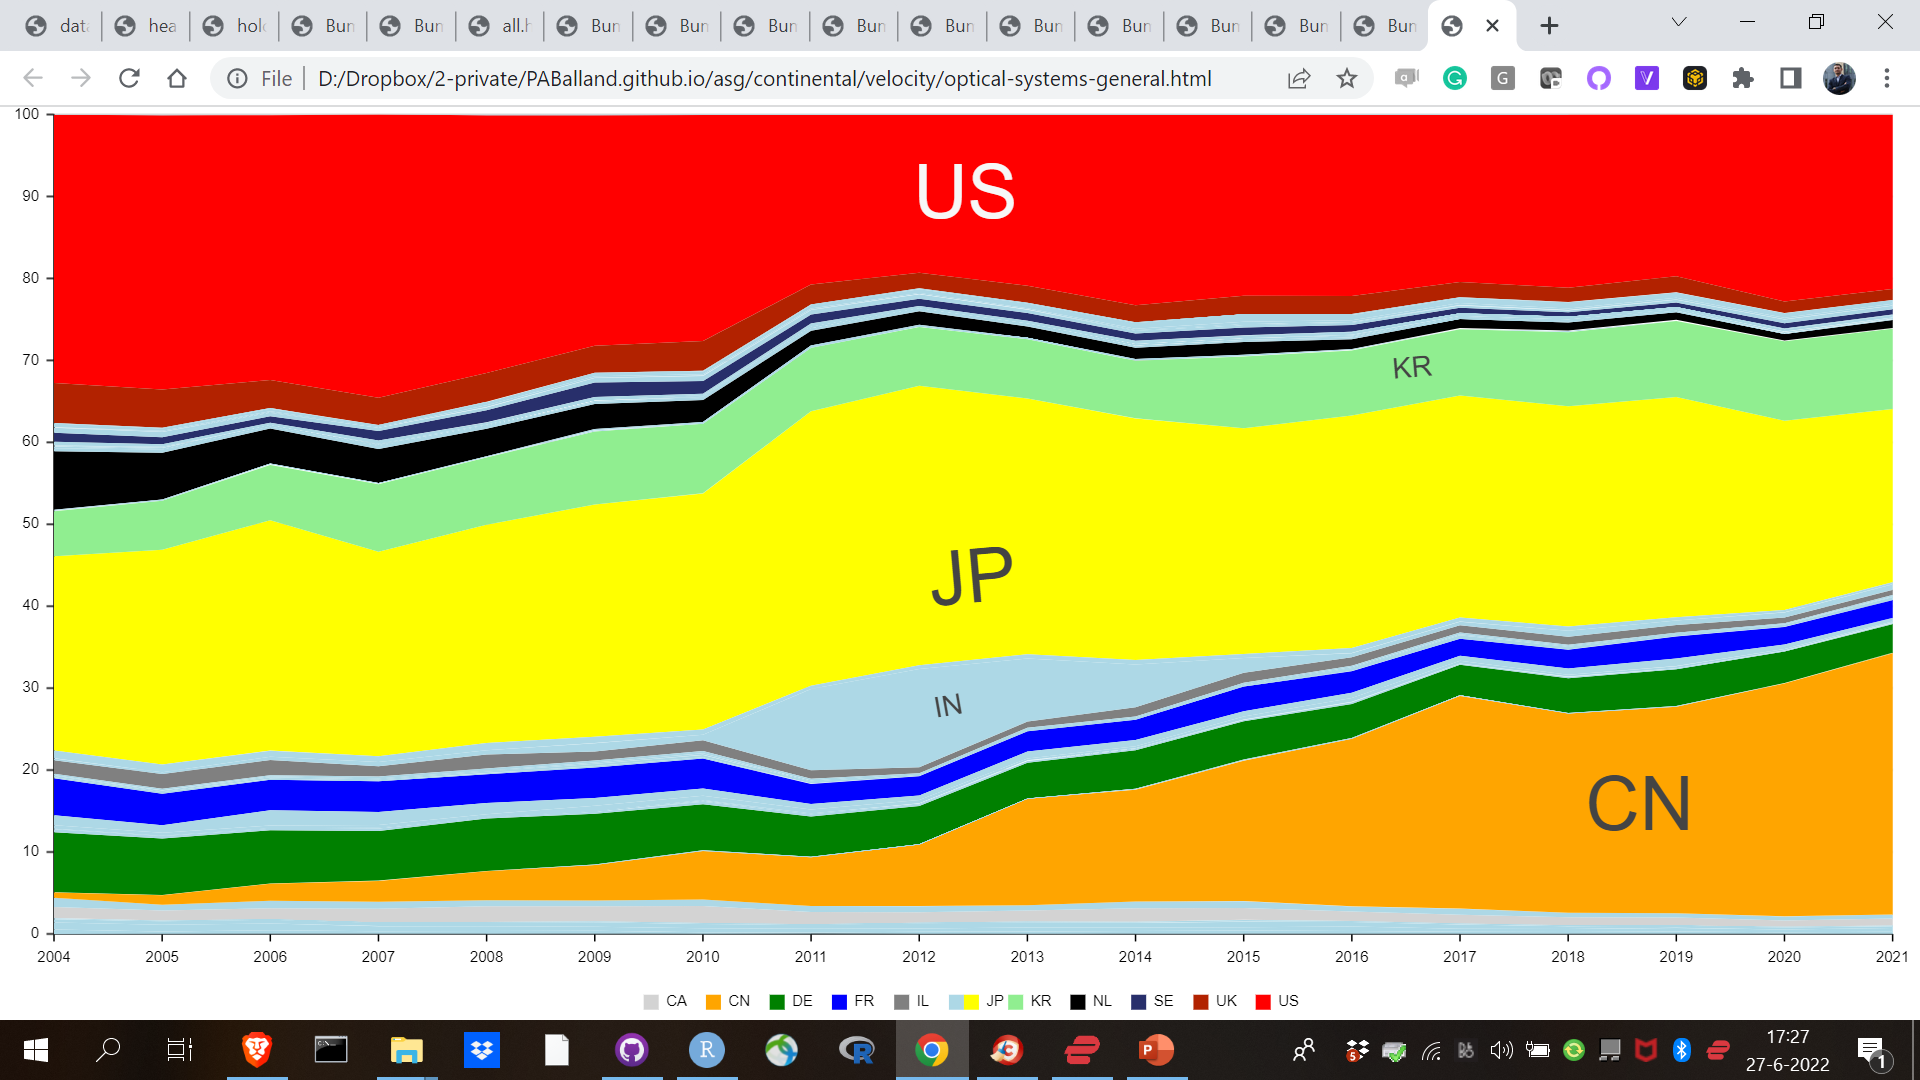 dat
hea
holo
Bun
Bun
all.h
Bun
Bun
Bun
Bun
Bun
Bun
Bun
Bun
Bun
Bun
File
D:/Dropbox/2-private/PABalland.github.io/asg/continental/velocity/optical-systems-general.html
100
90
80
70
60
50
40
30
20
10
0
US
KR
JP
IN
CN
2004 2005 2006 2007 2008 2009 2010 2011 2012 2013 2014 2015 2016 2017 2018 2019 2020 2021
CA CN DE FR IL JP KR NL SE UK US
17:27
27-6-2022
1